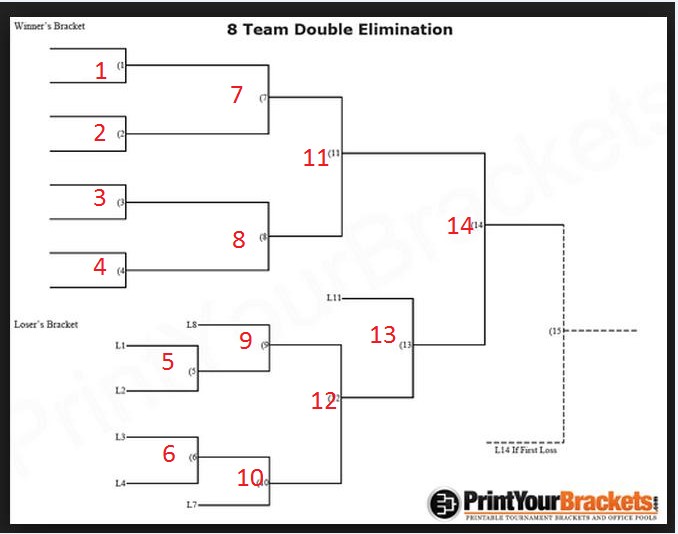 Winner's Bracket
8 Team Double Elimination
1 (1
7 (7
2 (2
11 (11
3 (3
8 (8
14 (14
4 (4
L11
Loser's Bracket
L8
9 (9
13 (13
(15
L1
5 (5
L2
12
L3
6 (6
L14 If First Loss
10
L4
L7
PrintYourBrackets.com
PRINTABLE TOURNAMENT BRACKETS AND OFFICE POOLS
PrintYourBrackets